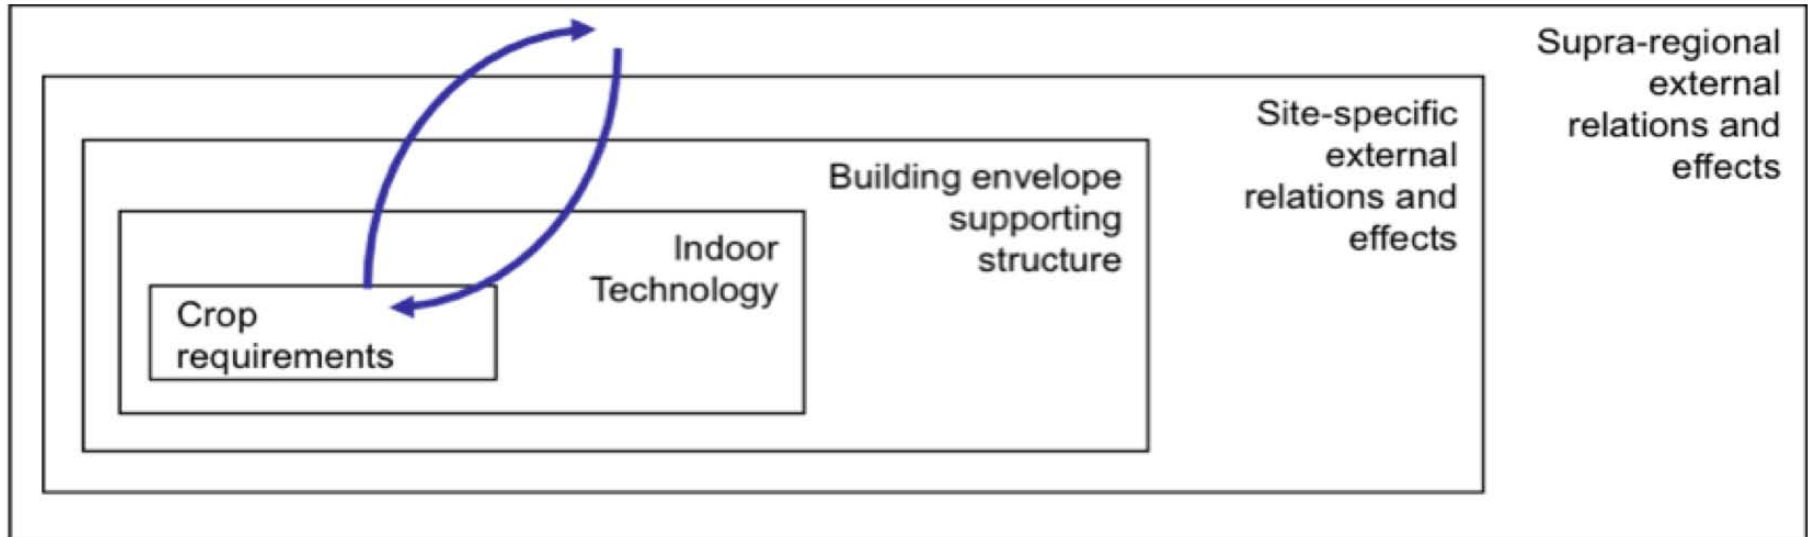 Supra-regional
external
relations and
effects
Site-specific
external
relations and
effects
Building envelope
supporting
structure
Indoor
Technology
Crop
requirements